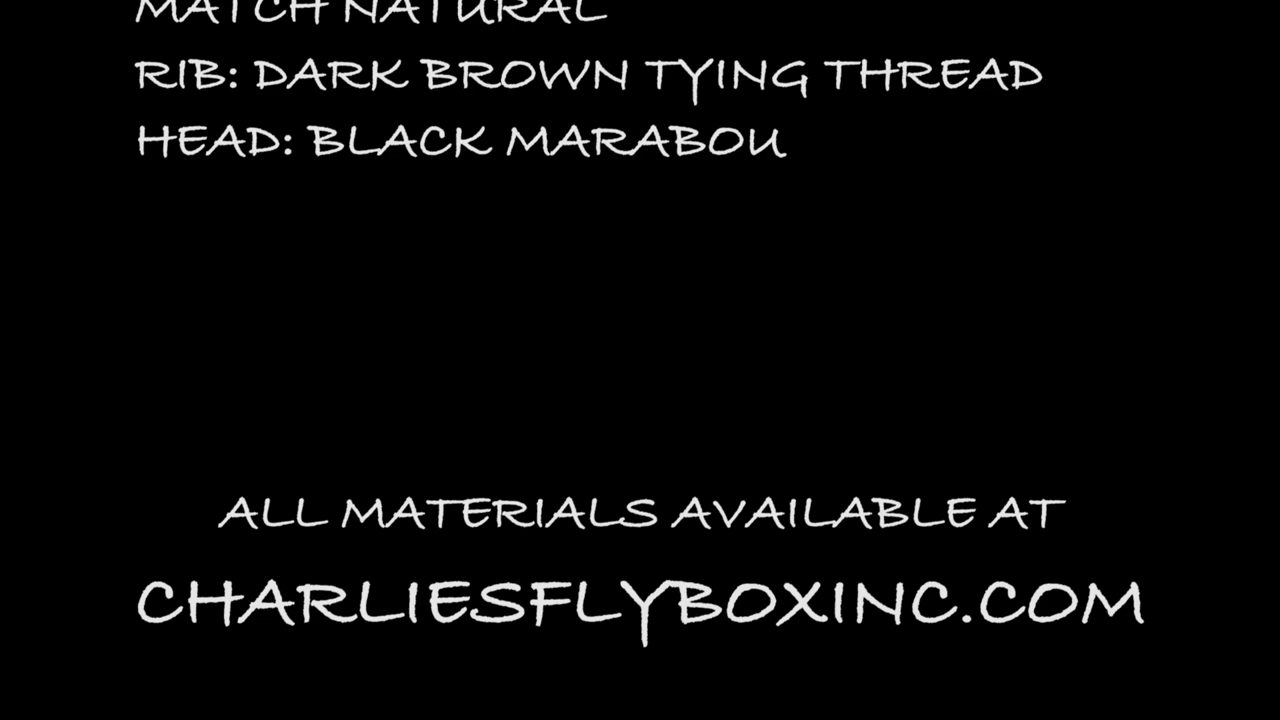 MATCH NATURAL
RIB: DARK BROWN TYING THREAD
HEAD: BLACK MARABOU
ALL MATERIALS AVAILABLE AT
CHARLIESFLYBOXINC.COM